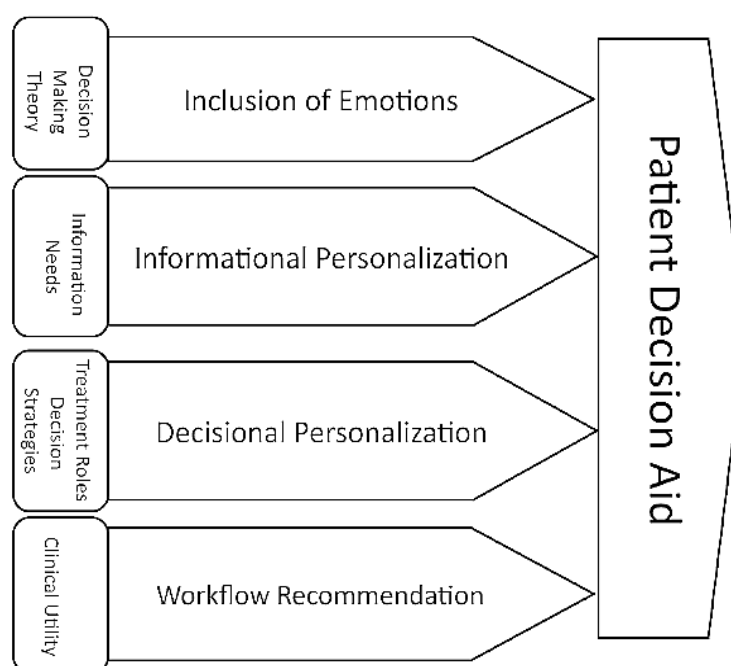 Decision
Making
Theory
Inclusion of Emotions
Information
Needs
Informational Personalization
Treatment Roles
Decision
Strategies
Decisional Personalization
Clinical Utility
Workflow Recommendation
Patient Decision Aid